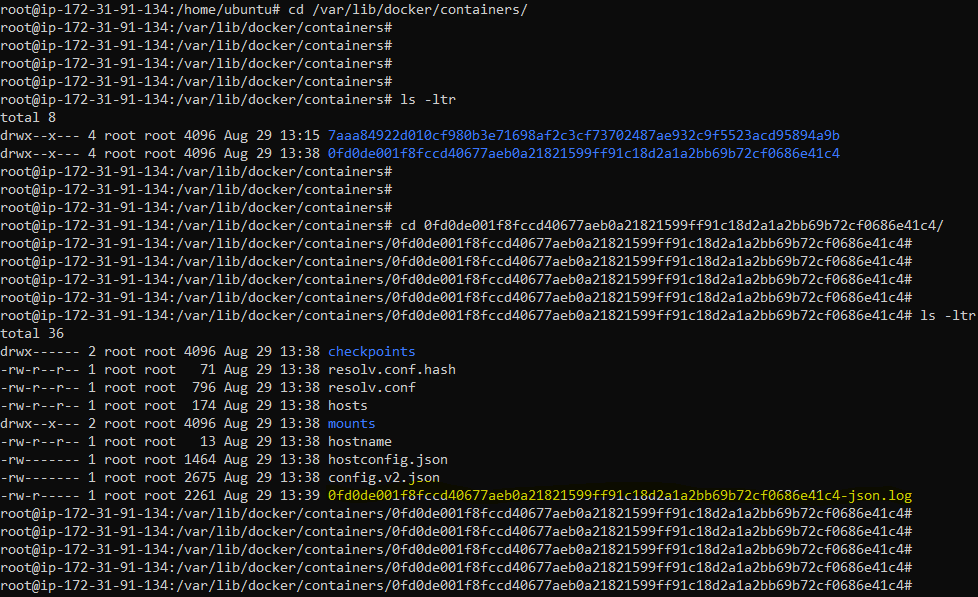 root@ip-172-31-91-134:/home/ubuntu# cd /var/lib/docker/containers/
root@ip-172-31-91-134:/var/lib/docker/containers#
root@ip-172-31-91-134:/var/lib/docker/containers#
root@ip-172-31-91-134:/var/lib/docker/containers#
root@ip-172-31-91-134:/var/lib/docker/containers#
root@ip-172-31-91-134:/var/lib/docker/containers# ls -ltr
total 8
drwx--x--- 4 root root 4096 Aug 29 13:15 7aaa84922d010cf980b3e71698af2c3cf73702487ae932c9f5523acd95894a9b
drwx--x--- 4 root root 4096 Aug 29 13:38 0fd0de001f8fccd40677aeb0a21821599ff91c18d2a1a2bb69b72cf0686e41c4
root@ip-172-31-91-134:/var/lib/docker/containers#
root@ip-172-31-91-134:/var/lib/docker/containers#
root@ip-172-31-91-134:/var/lib/docker/containers#
root@ip-172-31-91-134:/var/lib/docker/containers# cd 0fd0de001f8fccd40677aeb0a21821599ff91c18d2a1a2bb69b72cf0686e41c4/
root@ip-172-31-91-134:/var/lib/docker/containers/0fd0de001f8fccd40677aeb0a21821599ff91c18d2a1a2bb69b72cf0686e41c4#
root@ip-172-31-91-134:/var/lib/docker/containers/0fd0de001f8fccd40677aeb0a21821599ff91c18d2a1a2bb69b72cf0686e41c4#
root@ip-172-31-91-134:/var/lib/docker/containers/0fd0de001f8fccd40677aeb0a21821599ff91c18d2a1a2bb69b72cf0686e41c4#
root@ip-172-31-91-134:/var/lib/docker/containers/0fd0de001f8fccd40677aeb0a21821599ff91c18d2a1a2bb69b72cf0686e41c4#
root@ip-172-31-91-134:/var/lib/docker/containers/0fd0de001f8fccd40677aeb0a21821599ff91c18d2a1a2bb69b72cf0686e41c4# ls -ltr
total 36
drwx------ 2 root root 4096 Aug 29 13:38 checkpoints
-rw-r--r-- 1 root root   71 Aug 29 13:38 resolv.conf.hash
-rw-r--r-- 1 root root  796 Aug 29 13:38 resolv.conf
-rw-r--r-- 1 root root  174 Aug 29 13:38 hosts
drwx--x--- 2 root root 4096 Aug 29 13:38 mounts
-rw-r--r-- 1 root root   13 Aug 29 13:38 hostname
-rw------- 1 root root 1464 Aug 29 13:38 hostconfig.json
-rw------- 1 root root 2675 Aug 29 13:38 config.v2.json
-rw-r----- 1 root root 2261 Aug 29 13:39 0fd0de001f8fccd40677aeb0a21821599ff91c18d2a1a2bb69b72cf0686e41c4-json.log
root@ip-172-31-91-134:/var/lib/docker/containers/0fd0de001f8fccd40677aeb0a21821599ff91c18d2a1a2bb69b72cf0686e41c4#
root@ip-172-31-91-134:/var/lib/docker/containers/0fd0de001f8fccd40677aeb0a21821599ff91c18d2a1a2bb69b72cf0686e41c4#
root@ip-172-31-91-134:/var/lib/docker/containers/0fd0de001f8fccd40677aeb0a21821599ff91c18d2a1a2bb69b72cf0686e41c4#
root@ip-172-31-91-134:/var/lib/docker/containers/0fd0de001f8fccd40677aeb0a21821599ff91c18d2a1a2bb69b72cf0686e41c4#
root@ip-172-31-91-134:/var/lib/docker/containers/0fd0de001f8fccd40677aeb0a21821599ff91c18d2a1a2bb69b72cf0686e41c4#